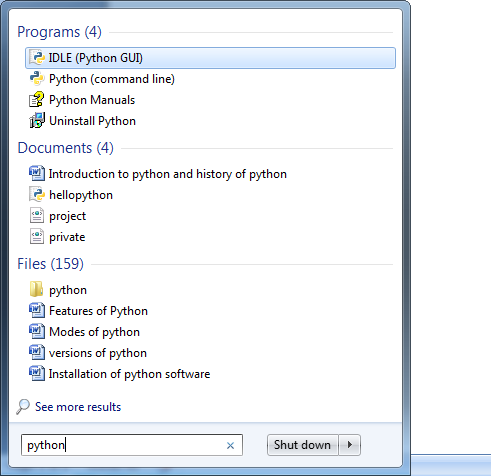 Programs (4)
IDLE (Python GUI)
Python (command line)
Python Manuals
Uninstall Python
Documents (4)
Introduction to python and history of python
hellopython
project
private
Files (159)
python
Features of Python
Modes of python
versions of python
Installation of python software
See more results
python
Shut down